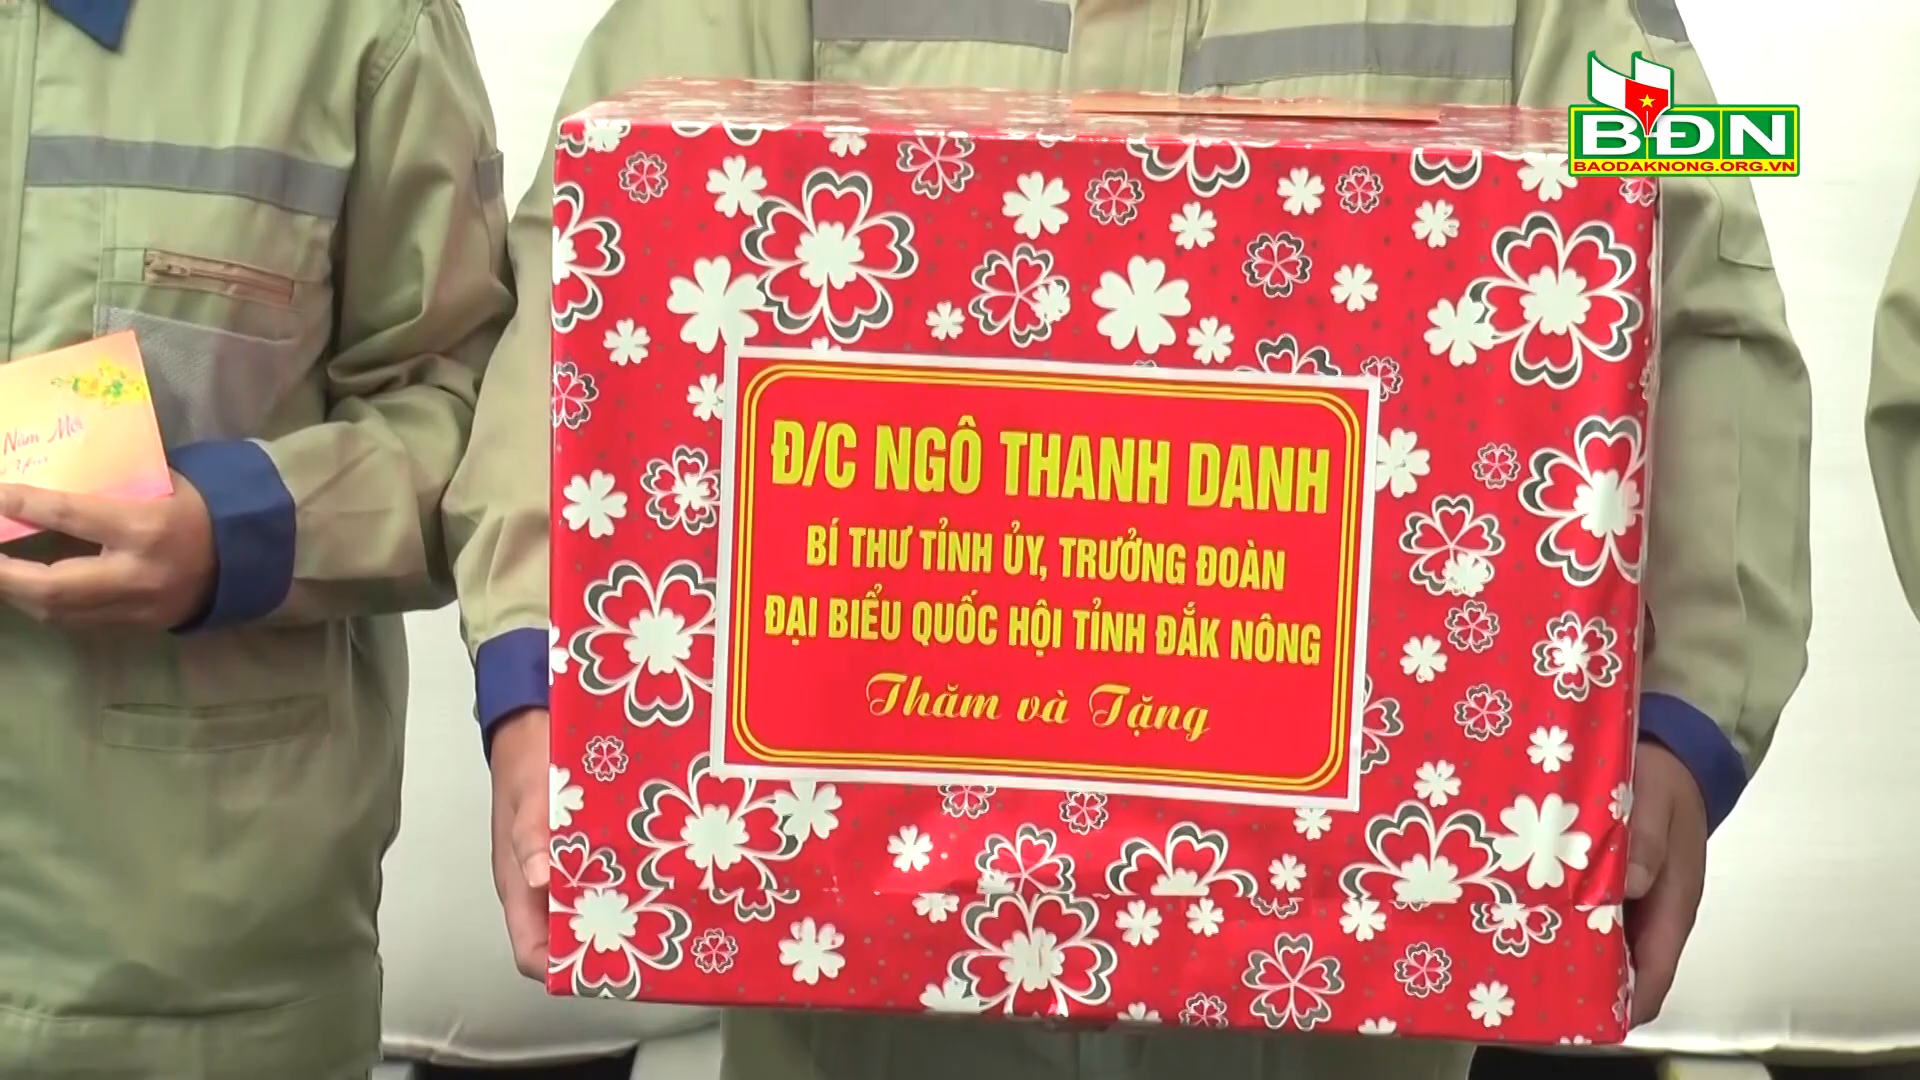 BĐN
BAODAKNONG.ORG.VN
Năm Mới
Đ/C NGÔ THANH DANH
BÍ THƯ TỈNH ỦY, TRƯỞNG ĐOÀN
ĐẠI BIỂU QUỐC HỘI TỈNH ĐẮK NÔNG
Thăm và Tặng